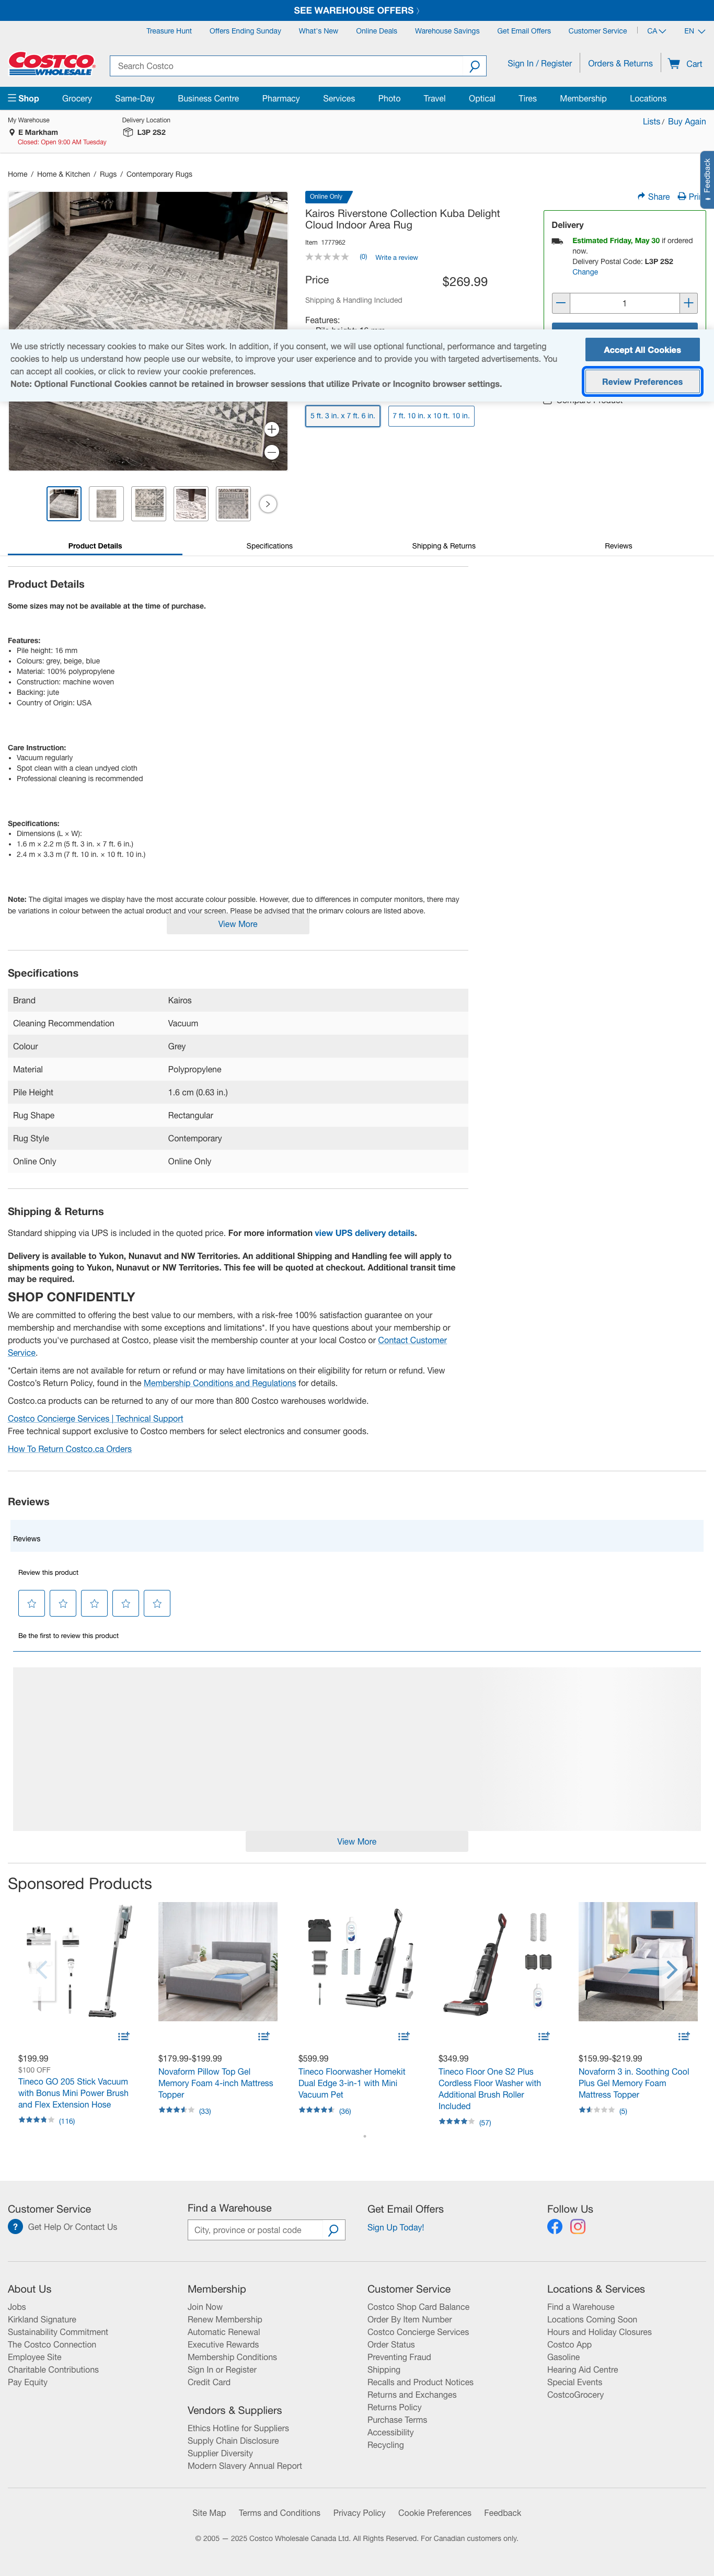 SEE WAREHOUSE OFFERS 〉
Treasure Hunt
Offers Ending Sunday
What's New
Online Deals
Warehouse Savings
Get Email Offers
Customer Service
CA
EN
COSTCO
WHOLESALE
Search Costco
Sign In / Register
Orders & Returns
Cart
Shop
Grocery
Same-Day
Business Centre
Pharmacy
Services
Photo
Travel
Optical
Tires
Membership
Locations
My Warehouse
E Markham
Closed: Open 9:00 AM Tuesday
Delivery Location
L3P 2S2
Lists / Buy Again
Feedback
Home / Home & Kitchen / Rugs / Contemporary Rugs
Online Only
Kairos Riverstone Collection Kuba Delight
Cloud Indoor Area Rug
Item 1777962
(0)
Write a review
Price
$269.99
Shipping & Handling Included
Features:
Share
Delivery
Estimated Friday, May 30 if ordered
now.
Delivery Postal Code: L3P 2S2
Change
1
We use strictly necessary cookies to make our Sites work. In addition, if you consent, we will use optional functional, performance and targeting
cookies to help us understand how people use our website, to improve your user experience and to provide you with targeted advertisements. You
can accept all cookies, or click to review your cookie preferences.
Note: Optional Functional Cookies cannot be retained in browser sessions that utilize Private or Incognito browser settings.
Accept All Cookies
Review Preferences
5 ft. 3 in. x 7 ft. 6 in.
7 ft. 10 in. x 10 ft. 10 in.
Product Details
Specifications
Shipping & Returns
Reviews
Product Details
Some sizes may not be available at the time of purchase.
Features:
• Pile height: 16 mm
• Colours: grey, beige, blue
• Material: 100% polypropylene
• Construction: machine woven
• Backing: jute
• Country of Origin: USA
Care Instruction:
• Vacuum regularly
• Spot clean with a clean undyed cloth
• Professional cleaning is recommended
Specifications:
• Dimensions (L × W):
• 1.6 m × 2.2 m (5 ft. 3 in. × 7 ft. 6 in.)
• 2.4 m × 3.3 m (7 ft. 10 in. × 10 ft. 10 in.)
Note: The digital images we display have the most accurate colour possible. However, due to differences in computer monitors, there may
be variations in colour between the actual product and your screen. Please be advised that the primary colours are listed above.
View More
Specifications
Brand Kairos
Cleaning Recommendation Vacuum
Colour Grey
Material Polypropylene
Pile Height 1.6 cm (0.63 in.)
Rug Shape Rectangular
Rug Style Contemporary
Online Only Online Only
Shipping & Returns
Standard shipping via UPS is included in the quoted price. For more information view UPS delivery details.
Delivery is available to Yukon, Nunavut and NW Territories. An additional Shipping and Handling fee will apply to
shipments going to Yukon, Nunavut or NW Territories. This fee will be quoted at checkout. Additional transit time
may be required.
SHOP CONFIDENTLY
We are committed to offering the best value to our members, with a risk-free 100% satisfaction guarantee on your
membership and merchandise with some exceptions and limitations*. If you have questions about your membership or
products you've purchased at Costco, please visit the membership counter at your local Costco or Contact Customer
Service.
*Certain items are not available for return or refund or may have limitations on their eligibility for return or refund. View
Costco's Return Policy, found in the Membership Conditions and Regulations for details.
Costco.ca products can be returned to any of our more than 800 Costco warehouses worldwide.
Costco Concierge Services | Technical Support
Free technical support exclusive to Costco members for select electronics and consumer goods.
How To Return Costco.ca Orders
Reviews
Reviews
Review this product
Be the first to review this product
View More
Sponsored Products
$199.99
$100 OFF
Tineco GO 205 Stick Vacuum
with Bonus Mini Power Brush
and Flex Extension Hose
(116)
$179.99-$199.99
Novaform Pillow Top Gel
Memory Foam 4-inch Mattress
Topper
(33)
$599.99
Tineco Floorwasher Homekit
Dual Edge 3-in-1 with Mini
Vacuum Pet
(36)
$349.99
Tineco Floor One S2 Plus
Cordless Floor Washer with
Additional Brush Roller
Included
(57)
$159.99-$219.99
Novaform 3 in. Soothing Cool
Plus Gel Memory Foam
Mattress Topper
(5)
Customer Service
Get Help Or Contact Us
Find a Warehouse
City, province or postal code
Get Email Offers
Sign Up Today!
Follow Us
About Us
Jobs
Kirkland Signature
Sustainability Commitment
The Costco Connection
Employee Site
Charitable Contributions
Pay Equity
Membership
Join Now
Renew Membership
Automatic Renewal
Executive Rewards
Membership Conditions
Sign In or Register
Credit Card
Vendors & Suppliers
Ethics Hotline for Suppliers
Supply Chain Disclosure
Supplier Diversity
Modern Slavery Annual Report
Customer Service
Costco Shop Card Balance
Order By Item Number
Costco Concierge Services
Order Status
Preventing Fraud
Shipping
Recalls and Product Notices
Returns and Exchanges
Returns Policy
Purchase Terms
Accessibility
Recycling
Locations & Services
Find a Warehouse
Locations Coming Soon
Hours and Holiday Closures
Costco App
Gasoline
Hearing Aid Centre
Special Events
CostcoGrocery
Site Map
Terms and Conditions
Privacy Policy
Cookie Preferences
Feedback
© 2005 — 2025 Costco Wholesale Canada Ltd. All Rights Reserved. For Canadian customers only.